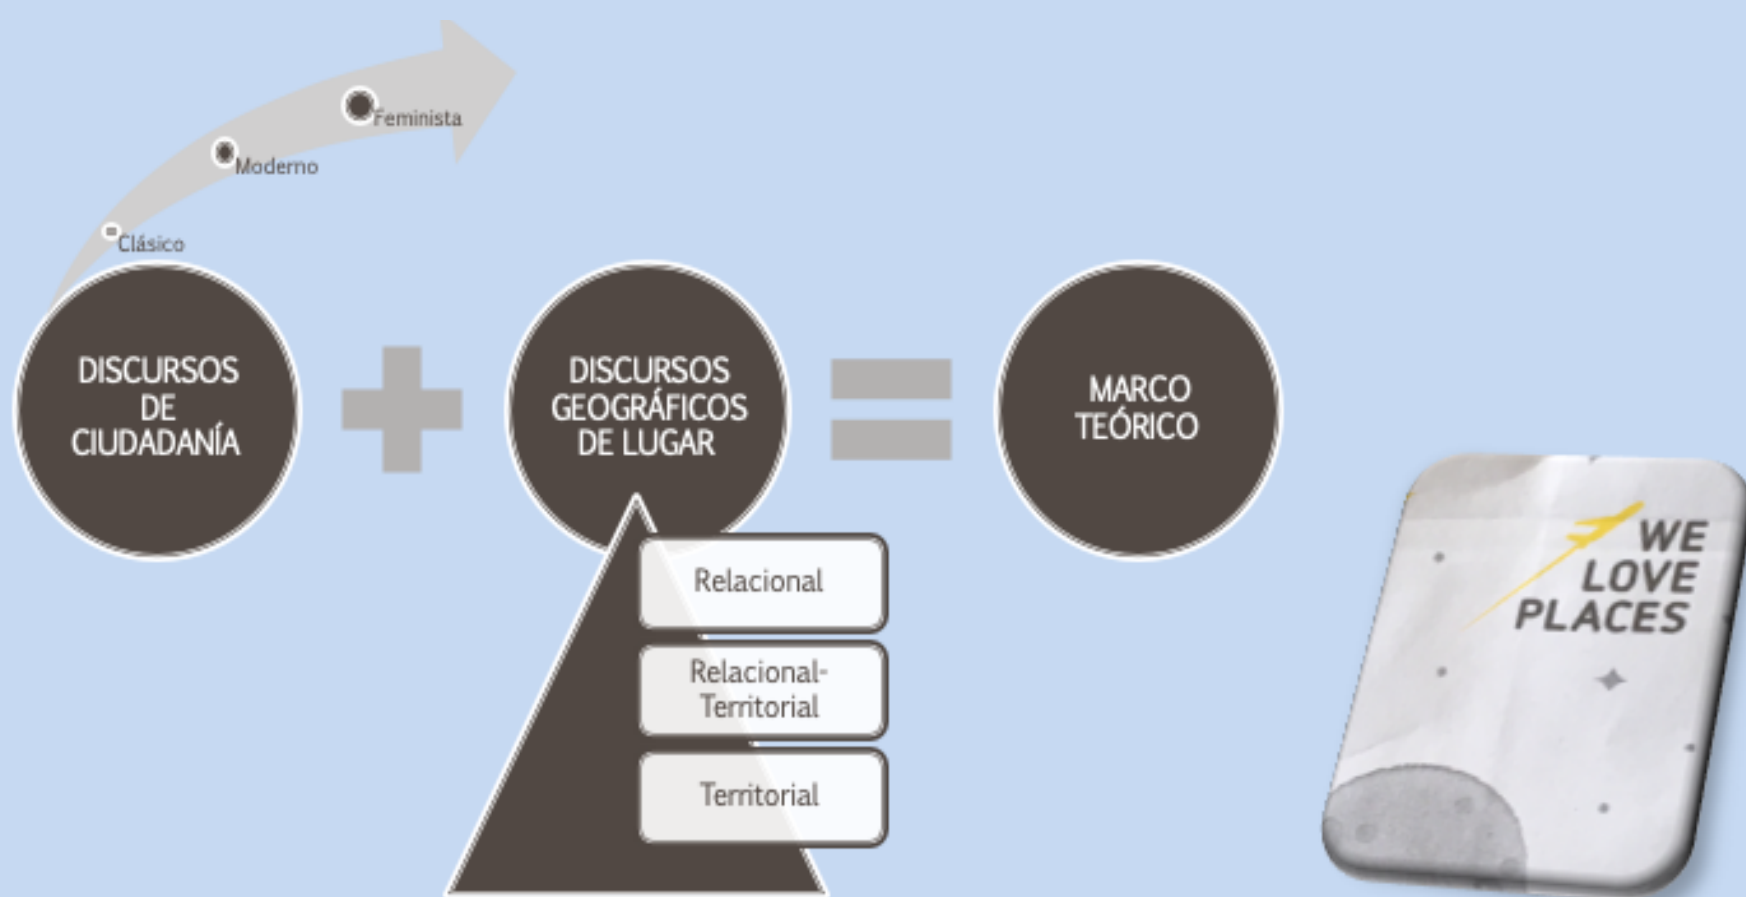 Feminista
Moderno
Clásico
DISCURSOS
DE
CIUDADANÍA
DISCURSOS
GEOGRÁFICOS
DE LUGAR
MARCO
TEÓRICO
Relacional
Relacional-
Territorial
Territorial
WE
LOVE
PLACES